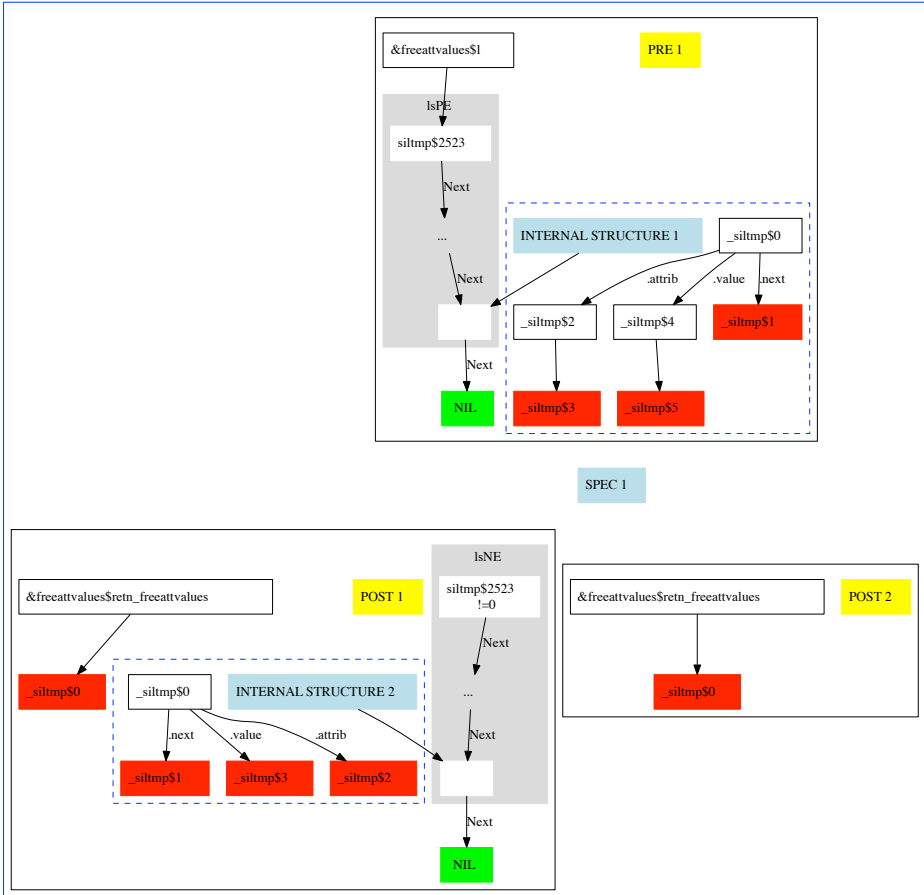 &freeattvalues$l
PRE 1
lsPE
siltmp$2523
Next
...
INTERNAL STRUCTURE 1
_siltmp$0
Next
.attrib
.value
.next
_siltmp$2
_siltmp$4
_siltmp$1
Next
NIL
_siltmp$3
_siltmp$5
SPEC 1
lsNE
&freeattvalues$retn_freeattvalues
POST 1
siltmp$2523
!=0
&freeattvalues$retn_freeattvalues
POST 2
Next
_siltmp$0
_siltmp$0
INTERNAL STRUCTURE 2
...
_siltmp$0
.next
.value
.attrib
Next
_siltmp$1
_siltmp$3
_siltmp$2
Next
NIL